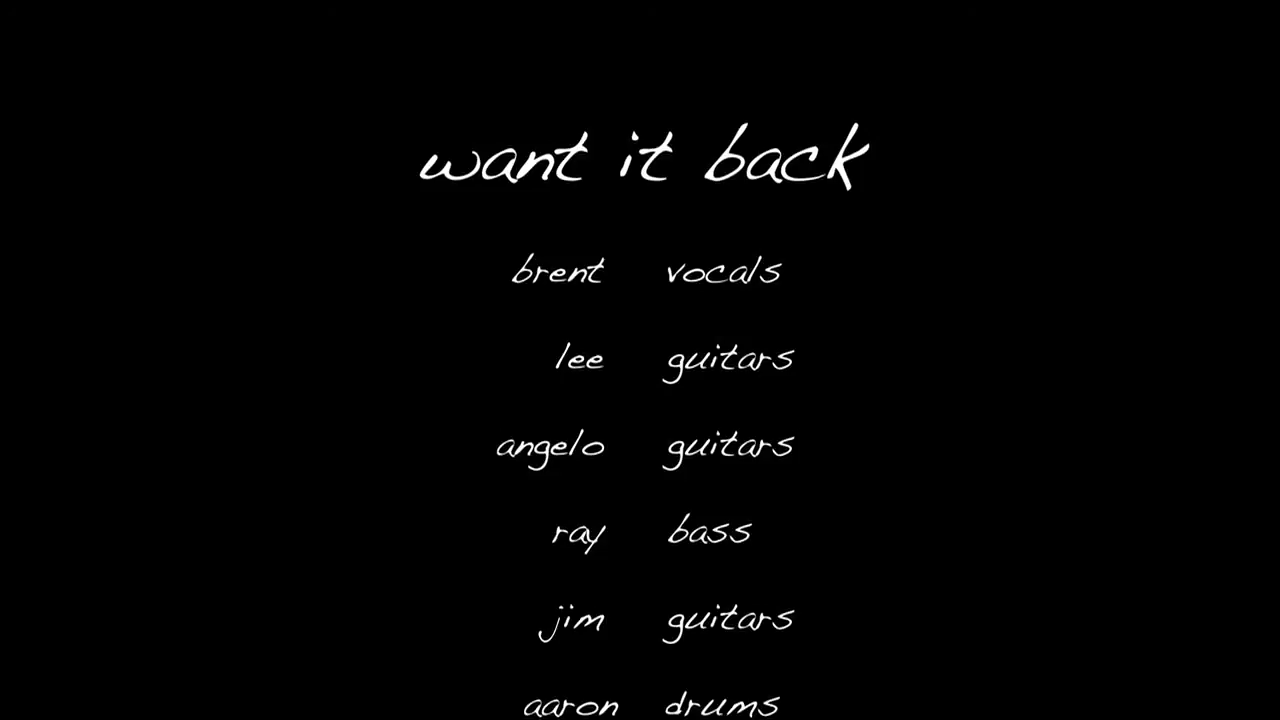 want it back
brent vocals
lee guitars
angelo guitars
ray bass
jim guitars
aaron drums